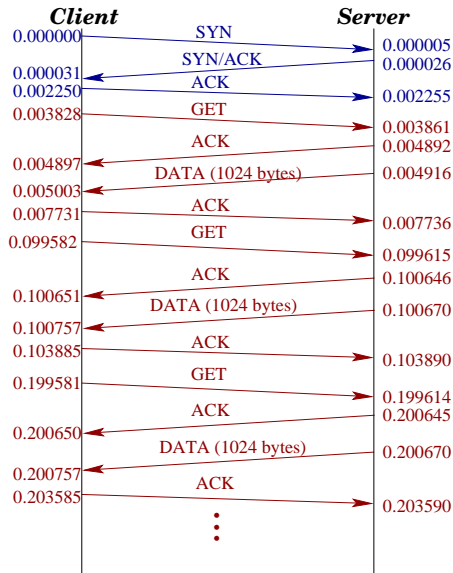 Client Server
0.000000 SYN 0.000005
SYN/ACK 0.000026
0.000031
0.002250 ACK 0.002255
0.003828 GET 0.003861
ACK 0.004892
0.004897
DATA (1024 bytes) 0.004916
0.005003
0.007731 ACK 0.007736
0.099582 GET 0.099615
ACK 0.100646
0.100651
DATA (1024 bytes) 0.100670
0.100757
0.103885 ACK 0.103890
0.199581 GET 0.199614
ACK 0.200645
0.200650
DATA (1024 bytes) 0.200670
0.200757
0.203585 ACK 0.203590